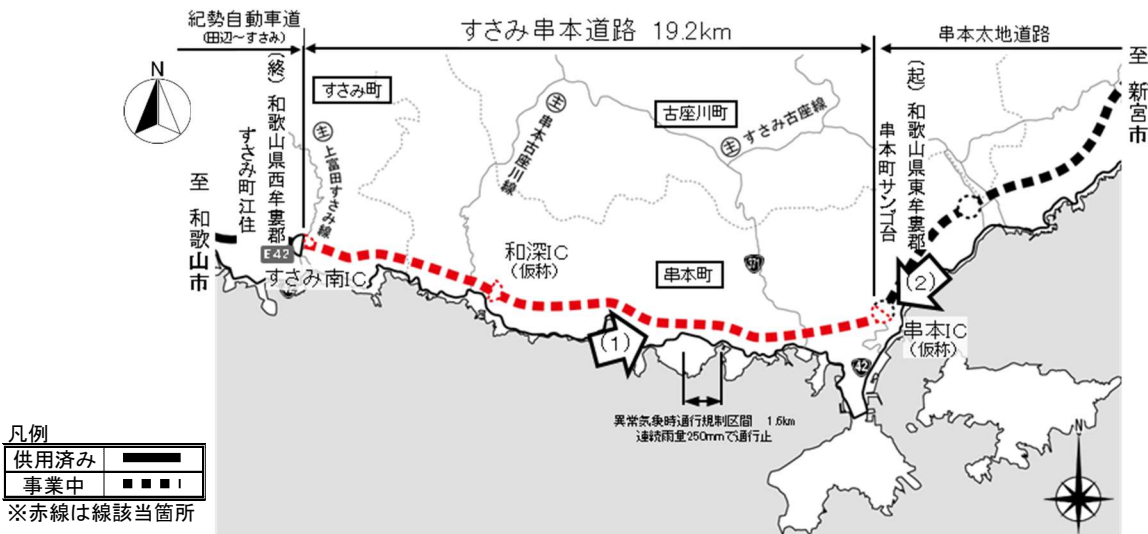 紀勢自動車道
(田辺～すさみ)
すさみ串本道路 19.2km
串本太地道路
至 新宮市
N
(終) 和歌山県西牟婁郡
すさみ町江住
すさみ町
主
上富田すさみ線
主
串本古座川線
古座川町
主
すさみ古座線
(起) 和歌山県東牟婁郡
串本町サンゴ台
至 和歌山市
E42
すさみ南IC
和深IC
(仮称)
串本町
(1)
(2)
串本IC
(仮称)
42
異常気象時通行規制区間 1.6km
連続雨量250mmで通行止
N
凡例
供用済み
事業中
※赤線は線該当箇所